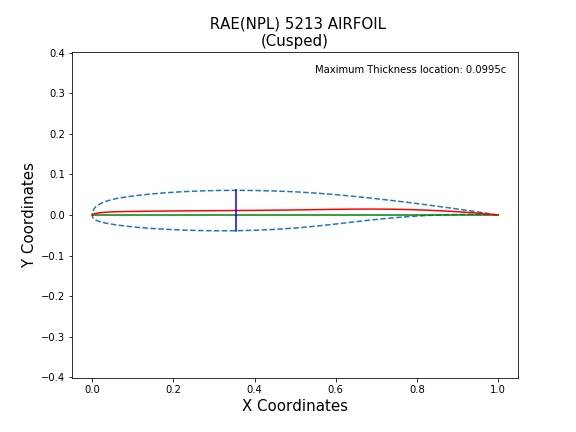 RAE(NPL) 5213 AIRFOIL
(Cusped)
Maximum Thickness location: 0.0995c
0.4
0.3
0.2
0.1
0.0
−0.1
−0.2
−0.3
−0.4
Y Coordinates
0.0 0.2 0.4 0.6 0.8 1.0
X Coordinates